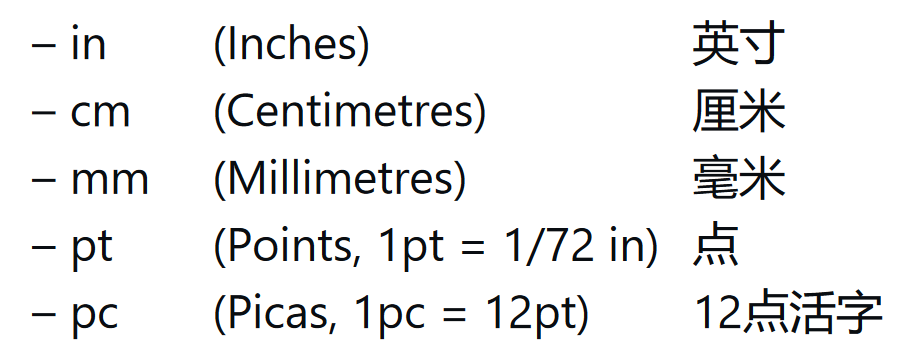 – in (Inches) 英寸
– cm (Centimetres) 厘米
– mm (Millimetres) 毫米
– pt (Points, 1pt = 1/72 in) 点
– pc (Picas, 1pc = 12pt) 12点活字